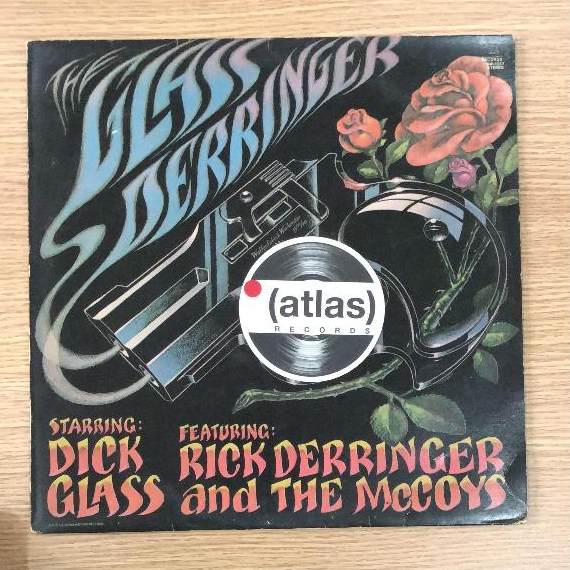 THE
GLASS
DERRINGER
(atlas)
RECORDS
STARRING:
DICK
GLASS
FEATURING:
RICK DERRINGER
and THE McCOYS